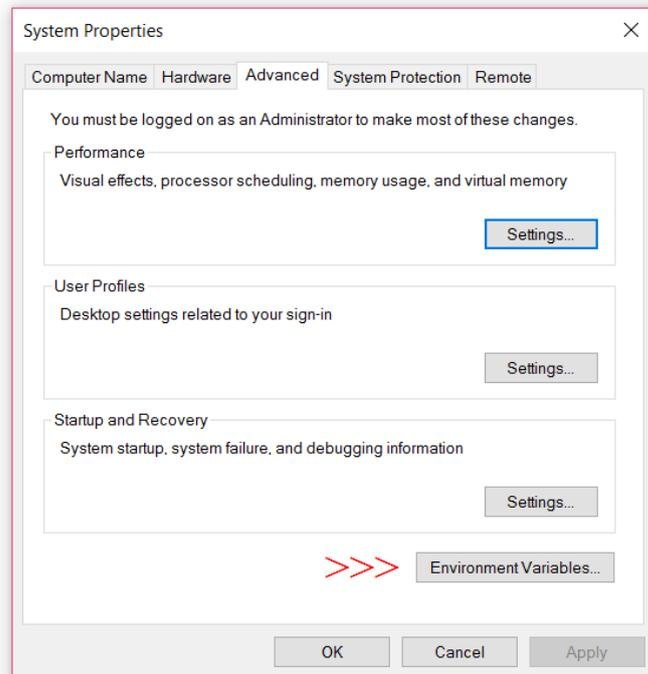 System Properties
Computer Name
Hardware
Advanced
System Protection
Remote
You must be logged on as an Administrator to make most of these changes.
Performance
Visual effects, processor scheduling, memory usage, and virtual memory
Settings...
User Profiles
Desktop settings related to your sign-in
Settings...
Startup and Recovery
System startup, system failure, and debugging information
Settings...
>>>
Environment Variables...
OK
Cancel
Apply